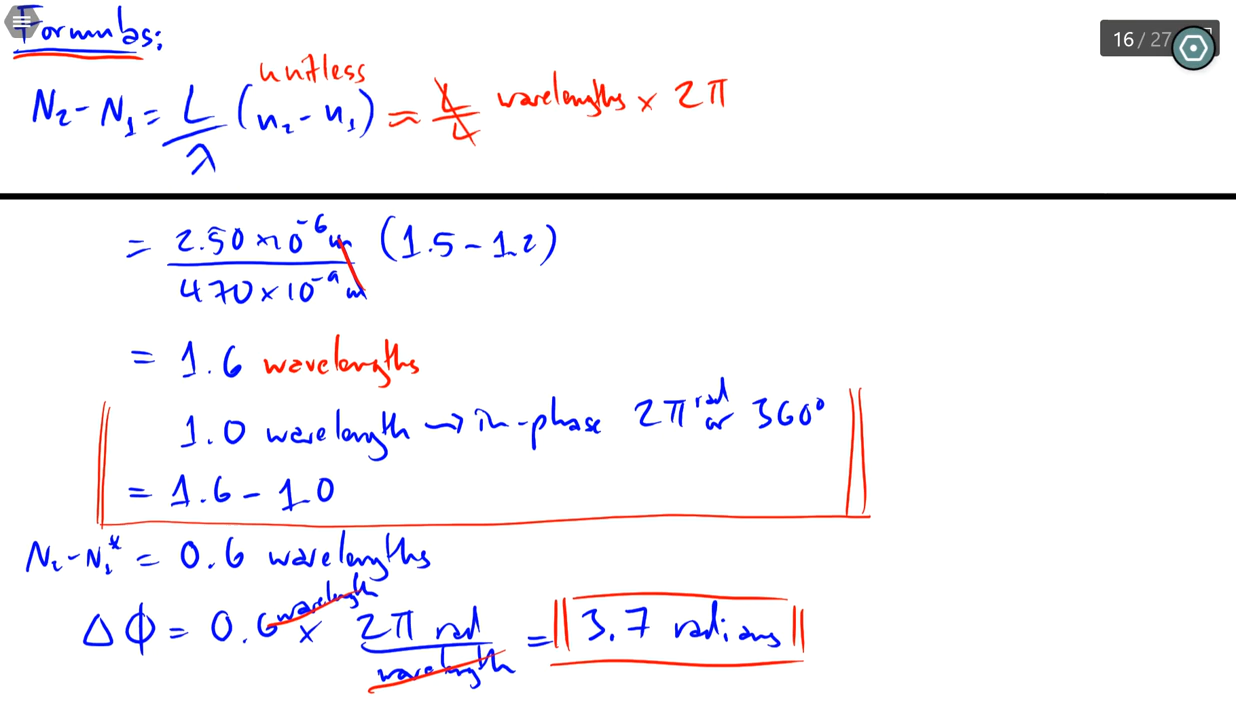 Formulas:
16 / 27
unitless
N₂ - N₁ = L/λ (n₂ - n₁) ≈ wavelengths × 2π
= 2.50 × 10⁻⁶ m / 470 × 10⁻⁹ m (1.5 - 1.2)
= 1.6 wavelengths
1.0 wavelength → in-phase 2π rad or 360°
= 1.6 - 1.0
N₂ - N₁* = 0.6 wavelengths
Δϕ = 0.6 wavelength × 2π rad / wavelength = 3.7 radians